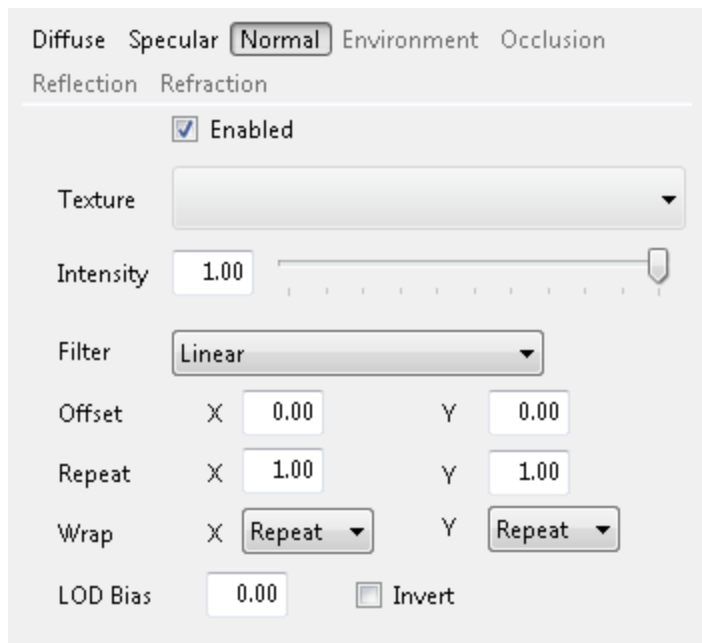 Diffuse Specular Normal Environment Occlusion
Reflection Refraction
Enabled
Texture
Intensity 1.00
Filter Linear
Offset X 0.00 Y 0.00
Repeat X 1.00 Y 1.00
Wrap X Repeat Y Repeat
LOD Bias 0.00 Invert